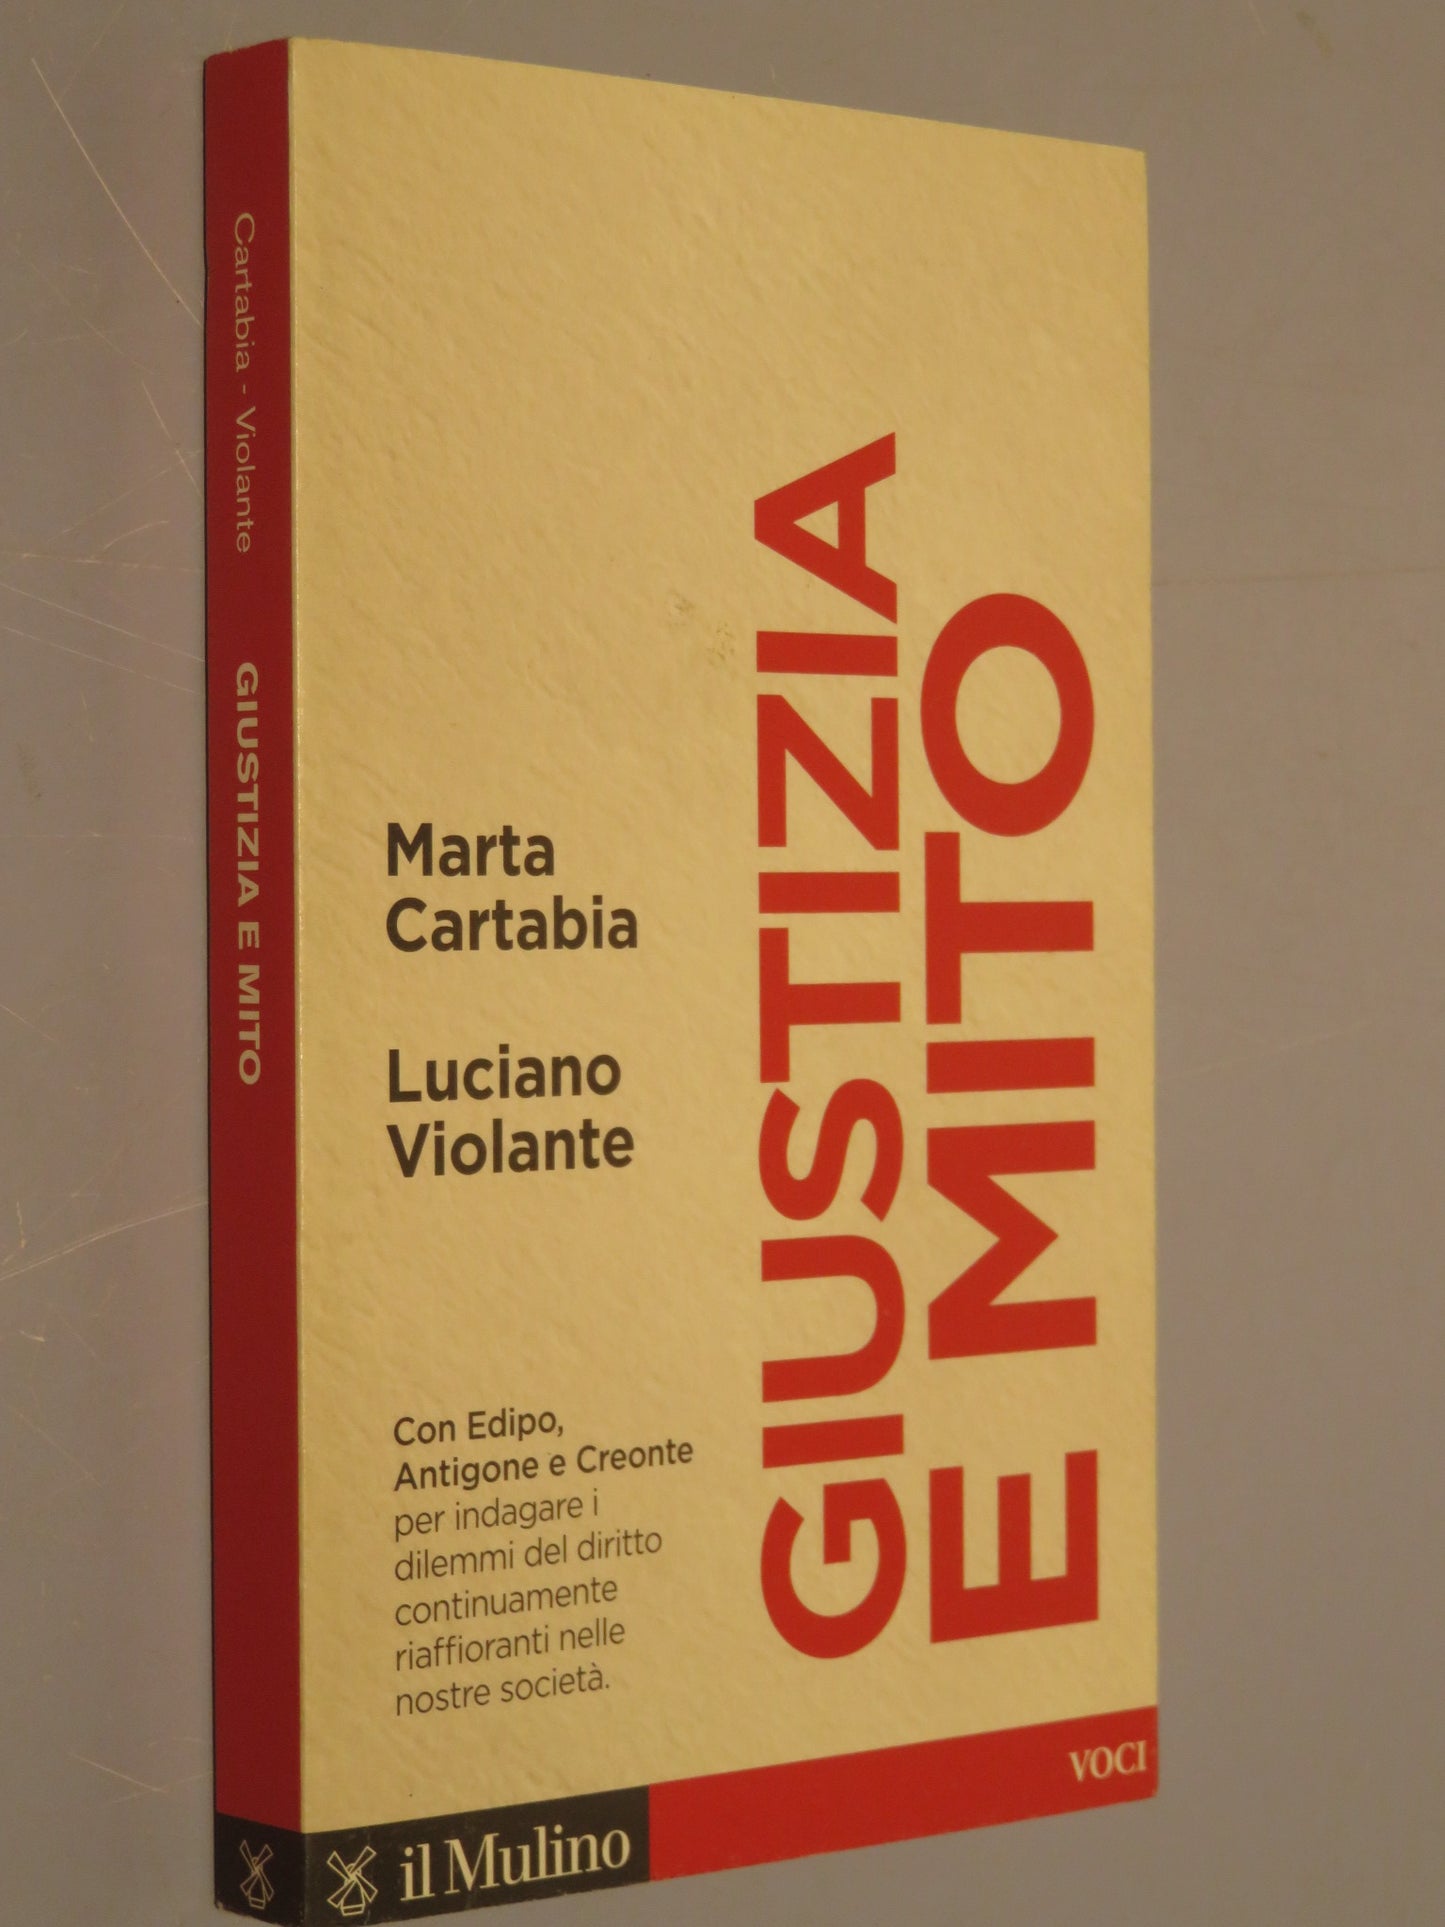 Cartabia - Violante GIUSTIZIA E MITO
Marta
Cartabia
Luciano
Violante
GIUSTIZIA
E MITO
Con Edipo,
Antigone e Creonte
per indagare i
dilemmi del diritto
continuamente
riaffioranti nelle
nostre società.
il Mulino
VOCI